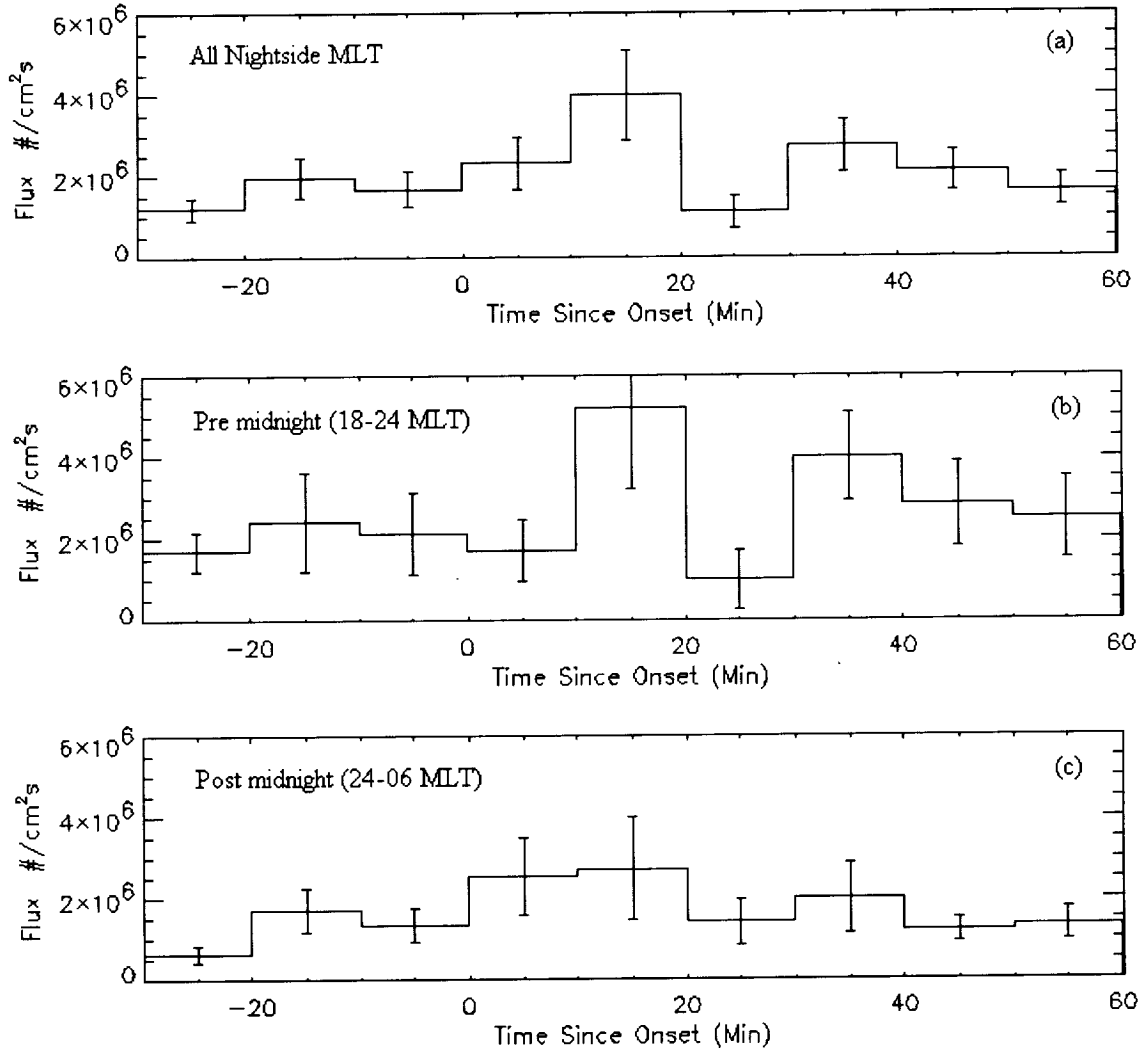 6×10⁶
All Nightside MLT
(a)
4×10⁶
2×10⁶
0
Flux #/cm²s
−20 0 20 40 60
Time Since Onset (Min)
6×10⁶
Pre midnight (18-24 MLT)
(b)
4×10⁶
2×10⁶
0
Flux #/cm²s
−20 0 20 40 60
Time Since Onset (Min)
6×10⁶
Post midnight (24-06 MLT)
(c)
4×10⁶
2×10⁶
0
Flux #/cm²s
−20 0 20 40 60
Time Since Onset (Min)